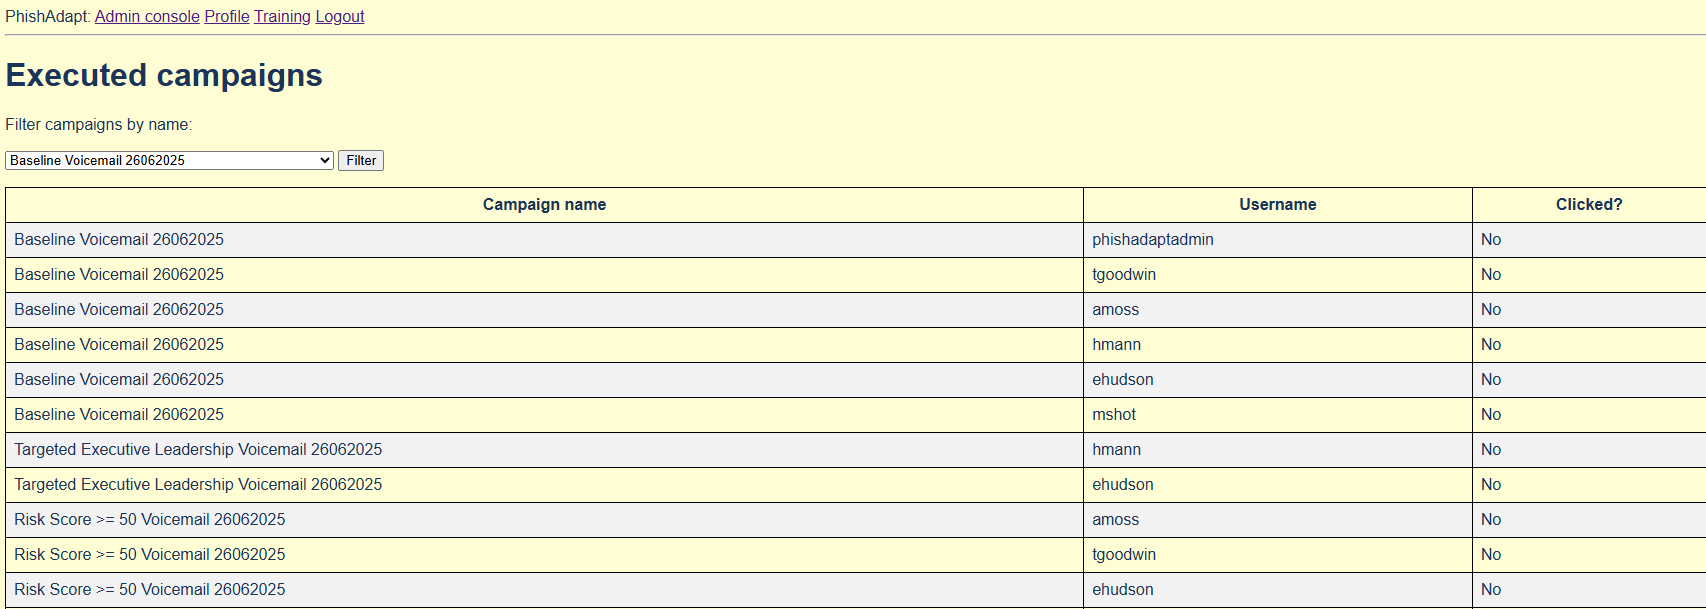 PhishAdapt: Admin console Profile Training Logout
Executed campaigns
Filter campaigns by name:
Baseline Voicemail 26062025 Filter
Campaign name Username Clicked?
Baseline Voicemail 26062025 phishadaptadmin No
Baseline Voicemail 26062025 tgoodwin No
Baseline Voicemail 26062025 amoss No
Baseline Voicemail 26062025 hmann No
Baseline Voicemail 26062025 ehudson No
Baseline Voicemail 26062025 mshot No
Targeted Executive Leadership Voicemail 26062025 hmann No
Targeted Executive Leadership Voicemail 26062025 ehudson No
Risk Score >= 50 Voicemail 26062025 amoss No
Risk Score >= 50 Voicemail 26062025 tgoodwin No
Risk Score >= 50 Voicemail 26062025 ehudson No